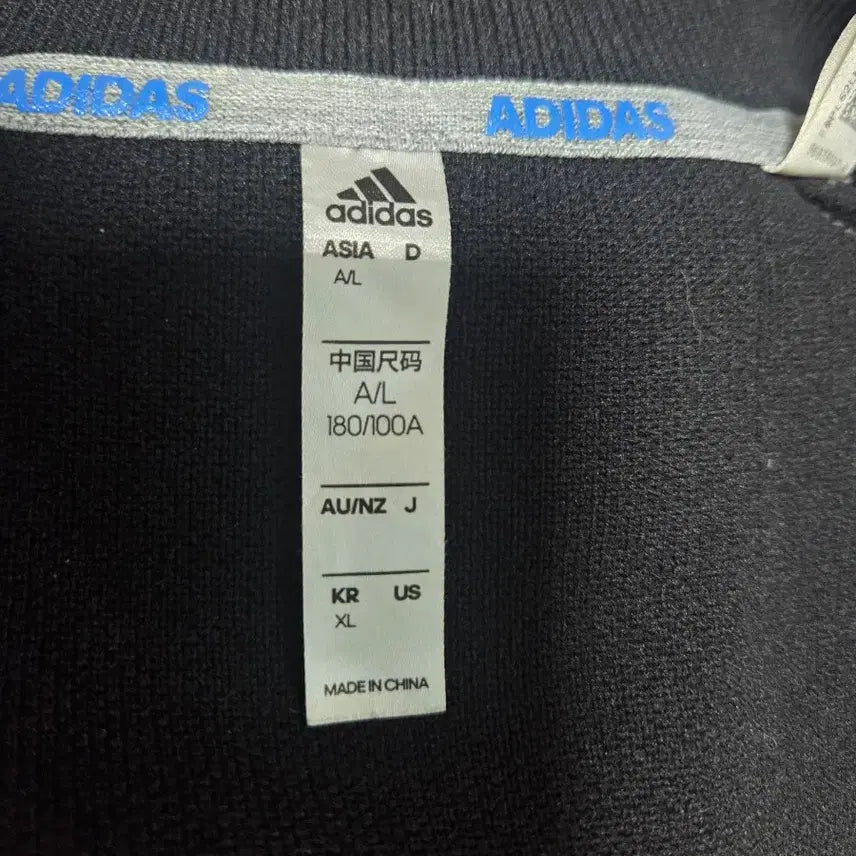 ADIDAS
ADIDAS
adidas
ASIA D
A/L
中国尺码
A/L
180/100A
AU/NZ J
KR US
XL
MADE IN CHINA